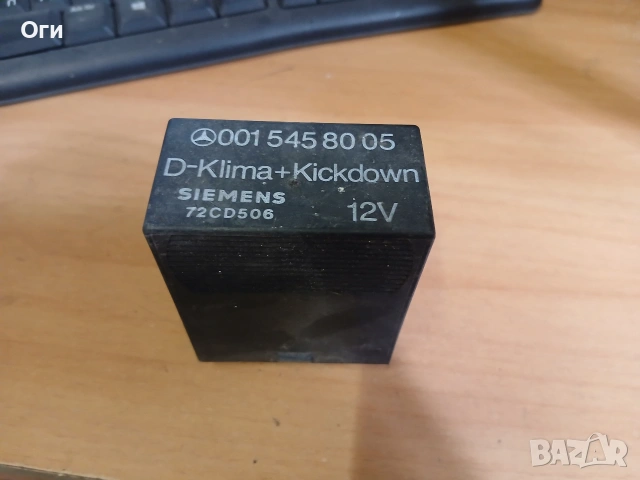 Оги
001 545 80 05
D-Klima+Kickdown
SIEMENS
72CD506 12V
BAZAR